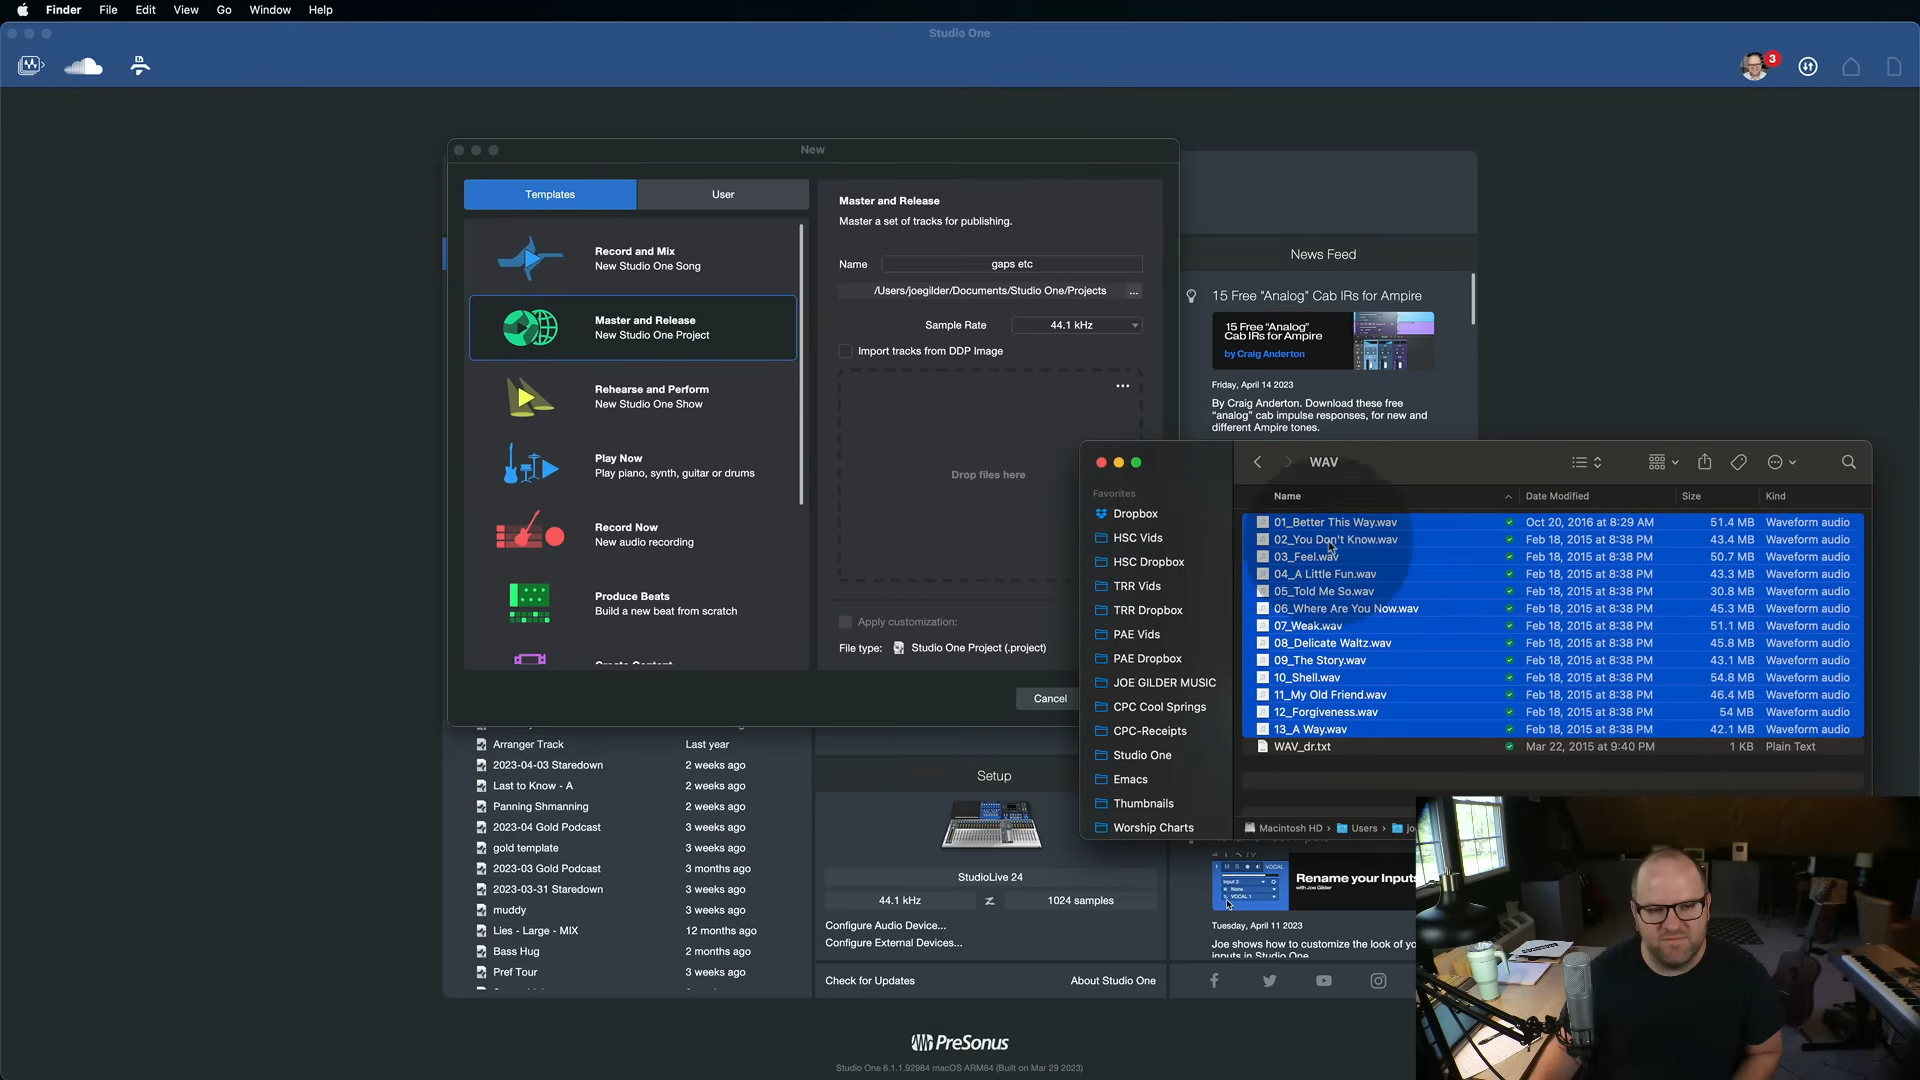 Finder File Edit View Go Window Help
Studio One
3
New
Templates User
Record and Mix
New Studio One Song
Master and Release
New Studio One Project
Rehearse and Perform
New Studio One Show
Play Now
Play piano, synth, guitar or drums
Record Now
New audio recording
Produce Beats
Build a new beat from scratch
Master and Release
Master a set of tracks for publishing.
Name gaps etc
/Users/joegilder/Documents/Studio One/Projects ...
Sample Rate 44.1 kHz
Import tracks from DDP Image
Drop files here
Apply customization:
File type: Studio One Project (.project)
Cancel
News Feed
15 Free “Analog” Cab IRs for Ampire
15 Free “Analog”
Cab IRs for Ampire
by Craig Anderton
Friday, April 14 2023
By Craig Anderton. Download these free
“analog” cab impulse responses, for new and
different Ampire tones.
WAV
Favorites
Dropbox
HSC Vids
HSC Dropbox
TRR Vids
TRR Dropbox
PAE Vids
PAE Dropbox
JOE GILDER MUSIC
CPC Cool Springs
CPC-Receipts
Studio One
Emacs
Thumbnails
Worship Charts
Name Date Modified Size Kind
01_Better This Way.wav Oct 20, 2016 at 8:29 AM 51.4 MB Waveform audio
02_You Don't Know.wav Feb 18, 2015 at 8:38 PM 43.4 MB Waveform audio
03_Feel.wav Feb 18, 2015 at 8:38 PM 50.7 MB Waveform audio
04_A Little Fun.wav Feb 18, 2015 at 8:38 PM 43.3 MB Waveform audio
05_Told Me So.wav Feb 18, 2015 at 8:38 PM 30.8 MB Waveform audio
06_Where Are You Now.wav Feb 18, 2015 at 8:38 PM 45.3 MB Waveform audio
07_Weak.wav Feb 18, 2015 at 8:38 PM 51.1 MB Waveform audio
08_Delicate Waltz.wav Feb 18, 2015 at 8:38 PM 45.8 MB Waveform audio
09_The Story.wav Feb 18, 2015 at 8:38 PM 43.1 MB Waveform audio
10_Shell.wav Feb 18, 2015 at 8:38 PM 54.8 MB Waveform audio
11_My Old Friend.wav Feb 18, 2015 at 8:38 PM 46.4 MB Waveform audio
12_Forgiveness.wav Feb 18, 2015 at 8:38 PM 54 MB Waveform audio
13_A Way.wav Feb 18, 2015 at 8:38 PM 42.1 MB Waveform audio
WAV_dr.txt Mar 22, 2015 at 9:40 PM 1 KB Plain Text
Macintosh HD › Users ›
Arranger Track Last year
2023-04-03 Staredown 2 weeks ago
Last to Know - A 2 weeks ago
Panning Shmanning 2 weeks ago
2023-04 Gold Podcast 3 weeks ago
gold template 3 weeks ago
2023-03 Gold Podcast 3 months ago
2023-03-31 Staredown 3 weeks ago
muddy 3 weeks ago
Lies - Large - MIX 12 months ago
Bass Hug 2 months ago
Pref Tour 3 weeks ago
Setup
StudioLive 24
44.1 kHz 1024 samples
Configure Audio Device...
Configure External Devices...
Check for Updates About Studio One
Rename your Inputs
with Joe Gilder
Tuesday, April 11 2023
Joe shows how to customize the look of
inputs in Studio One
PreSonus
Studio One 6.1.1.92984 macOS ARM64 (Built on Mar 29 2023)